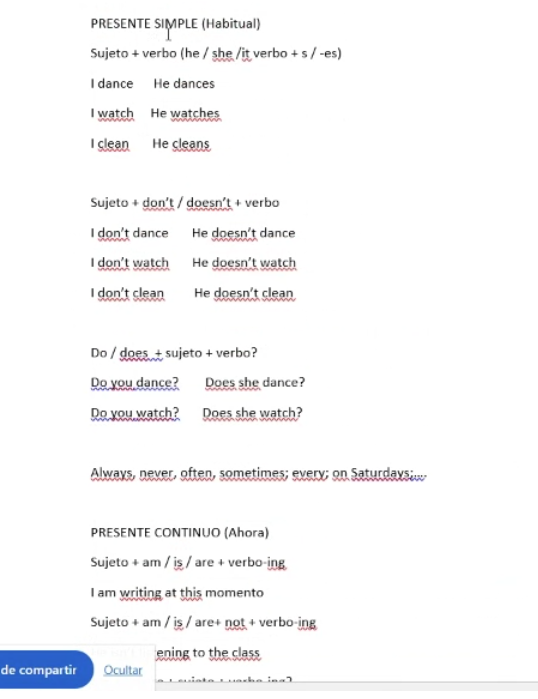 PRESENTE SIMPLE (Habitual)
Sujeto + verbo (he / she /it verbo + s / -es)
I dance He dances
I watch He watches
I clean He cleans
Sujeto + don't / doesn't + verbo
I don't dance He doesn't dance
I don't watch He doesn't watch
I don't clean He doesn't clean
Do / does + sujeto + verbo?
Do you dance? Does she dance?
Do you watch? Does she watch?
Always, never, often, sometimes; every; on Saturdays;....
PRESENTE CONTINUO (Ahora)
Sujeto + am / is / are + verbo-ing
I am writing at this momento
Sujeto + am / is / are+ not + verbo-ing
to the class
de compartir Ocultar
+ sujeto + verbo-ing?